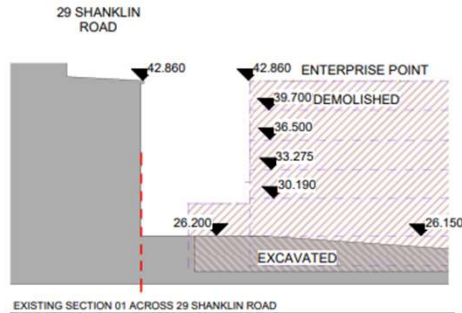 29 SHANKLIN
ROAD
42.860
42.860
ENTERPRISE POINT
39.700
DEMOLISHED
36.500
33.275
30.190
26.200
26.150
EXCAVATED
EXISTING SECTION 01 ACROSS 29 SHANKLIN ROAD